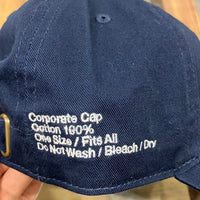 Corporate Cap
Cotton 100%
One Size / Fits All
Do Not Wash / Bleach / Dry